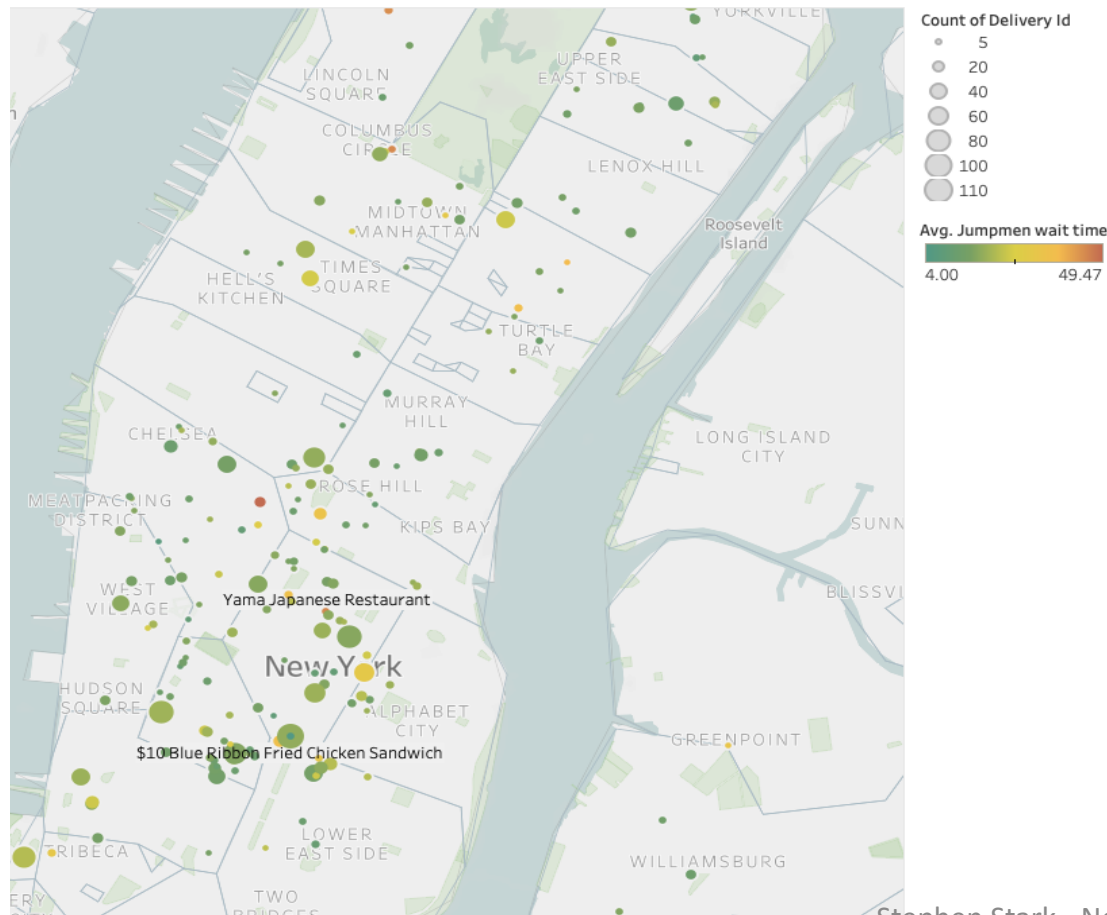 YORKVILLE
UPPER
EAST SIDE
LINCOLN
SQUARE
COLUMBUS
CIRCLE
LENOX HILL
MIDTOWN
MANHATTAN
Roosevelt
Island
TIMES
SQUARE
HELL'S
KITCHEN
TURTLE
BAY
MURRAY
HILL
CHELSEA
LONG ISLAND
CITY
ROSE HILL
MEATPACKING
DISTRICT
KIPS BAY
SUNN
WEST
VILLAGE
BLISSVI
Yama Japanese Restaurant
New York
HUDSON
SQUARE
ALPHABET
CITY
GREENPOINT
$10 Blue Ribbon Fried Chicken Sandwich
LOWER
EAST SIDE
TRIBECA
WILLIAMSBURG
TWO
BRIDGES
ERY
Count of Delivery Id
5
20
40
60
80
100
110
Avg. Jumpmen wait time
4.00 49.47